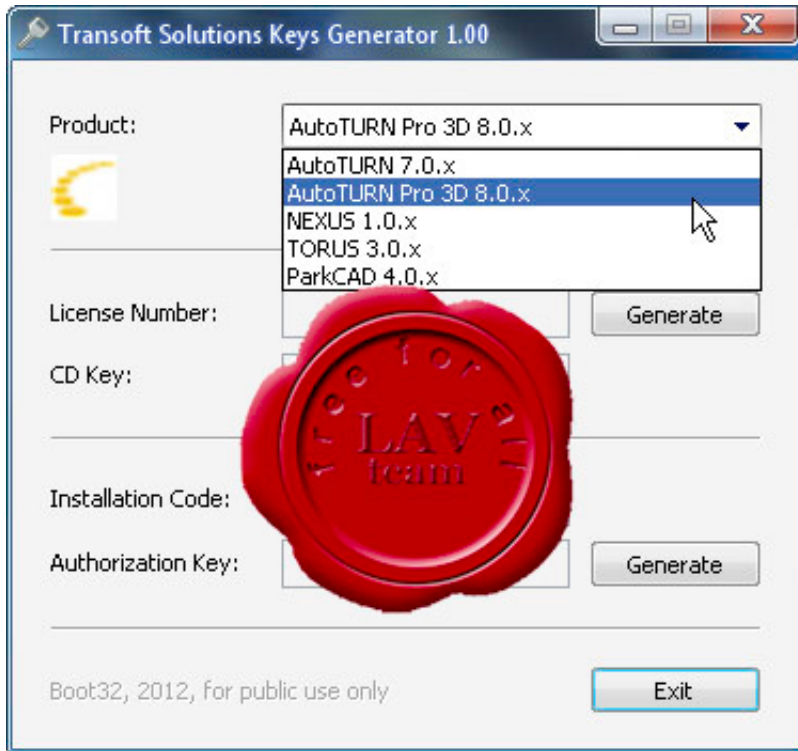 Transoft Solutions Keys Generator 1.00
Product:
AutoTURN Pro 3D 8.0.x
AutoTURN 7.0.x
AutoTURN Pro 3D 8.0.x
NEXUS 1.0.x
TORUS 3.0.x
ParkCAD 4.0.x
License Number:
Generate
CD Key:
free for all
LAV
team
Installation Code:
Authorization Key:
Generate
Boot32, 2012, for public use only
Exit